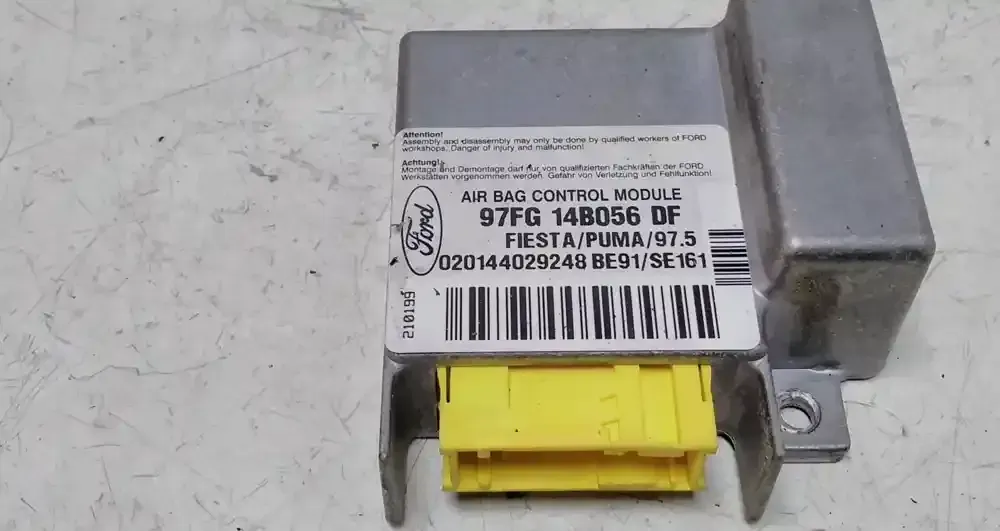 Attention!
Assembly and disassembly may only be done by qualified workers of FORD
workshops. Danger of injury and malfunction!
Achtung!
Montage und Demontage darf nur von qualifizierten Fachkräften der FORD
Werkstätten vorgenommen werden. Gefahr von Verletzung und Fehlfunktion!
AIR BAG CONTROL MODULE
Ford
97FG 14B056 DF
FIESTA/PUMA/97.5
020144029248 BE91/SE161
210199